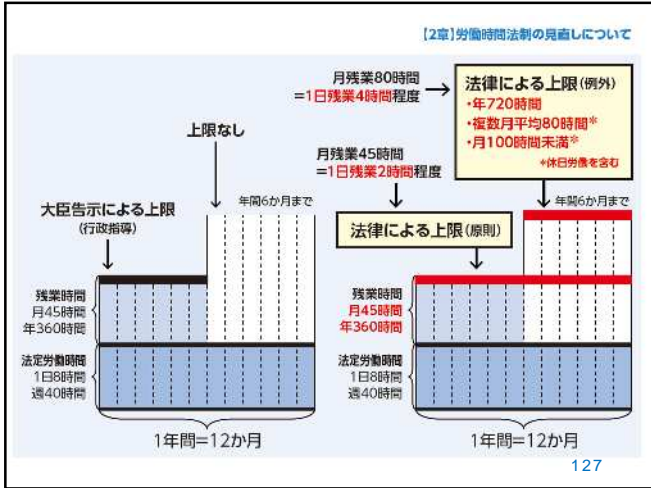 【2章】労働時間法制の見直しについて
月残業80時間
=1日残業4時間程度
法律による上限(例外)
・年720時間
・複数月平均80時間*
・月100時間未満*
*休日労働を含む
上限なし
月残業45時間
=1日残業2時間程度
大臣告示による上限
(行政指導)
年間6か月まで
法律による上限(原則)
年間6か月まで
残業時間
月45時間
年360時間
法定労働時間
1日8時間
週40時間
残業時間
月45時間
年360時間
法定労働時間
1日8時間
週40時間
1年間=12か月
1年間=12か月
127